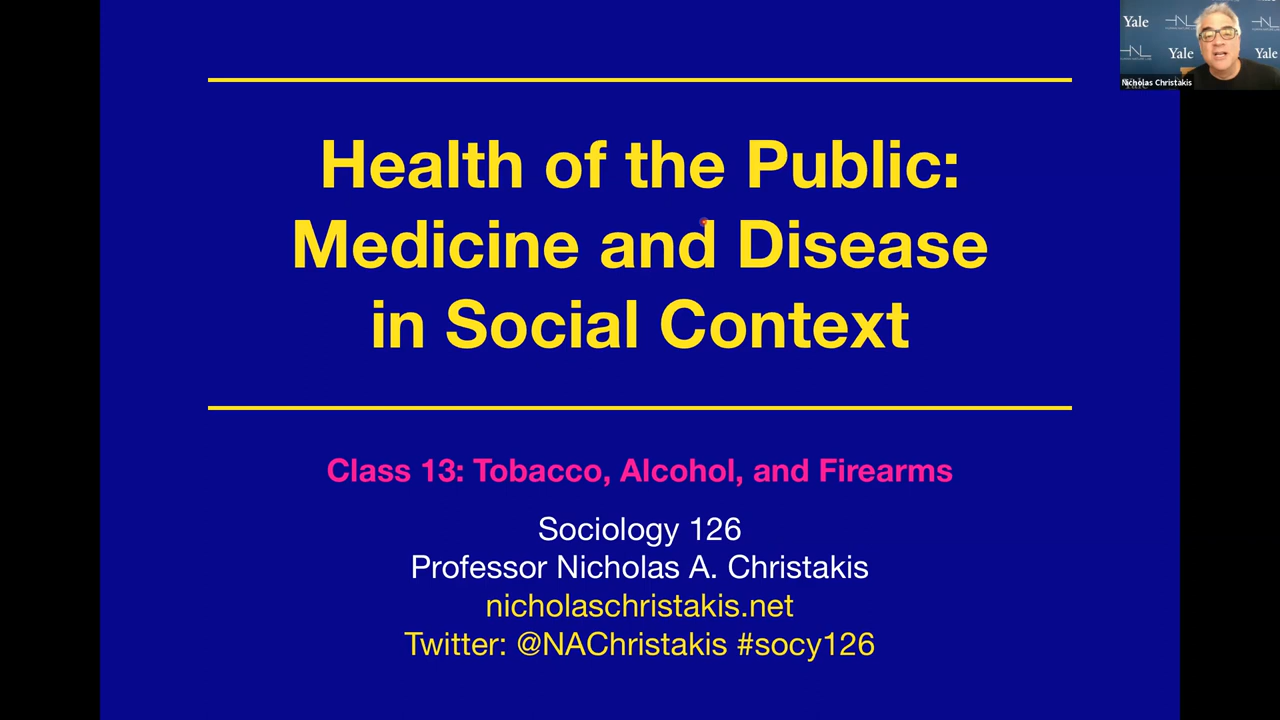 Health of the Public:
Medicine and Disease
in Social Context
Class 13: Tobacco, Alcohol, and Firearms
Sociology 126
Professor Nicholas A. Christakis
nicholaschristakis.net
Twitter: @NAChristakis #socy126
Yale
Yale
Yale
Nicholas Christakis